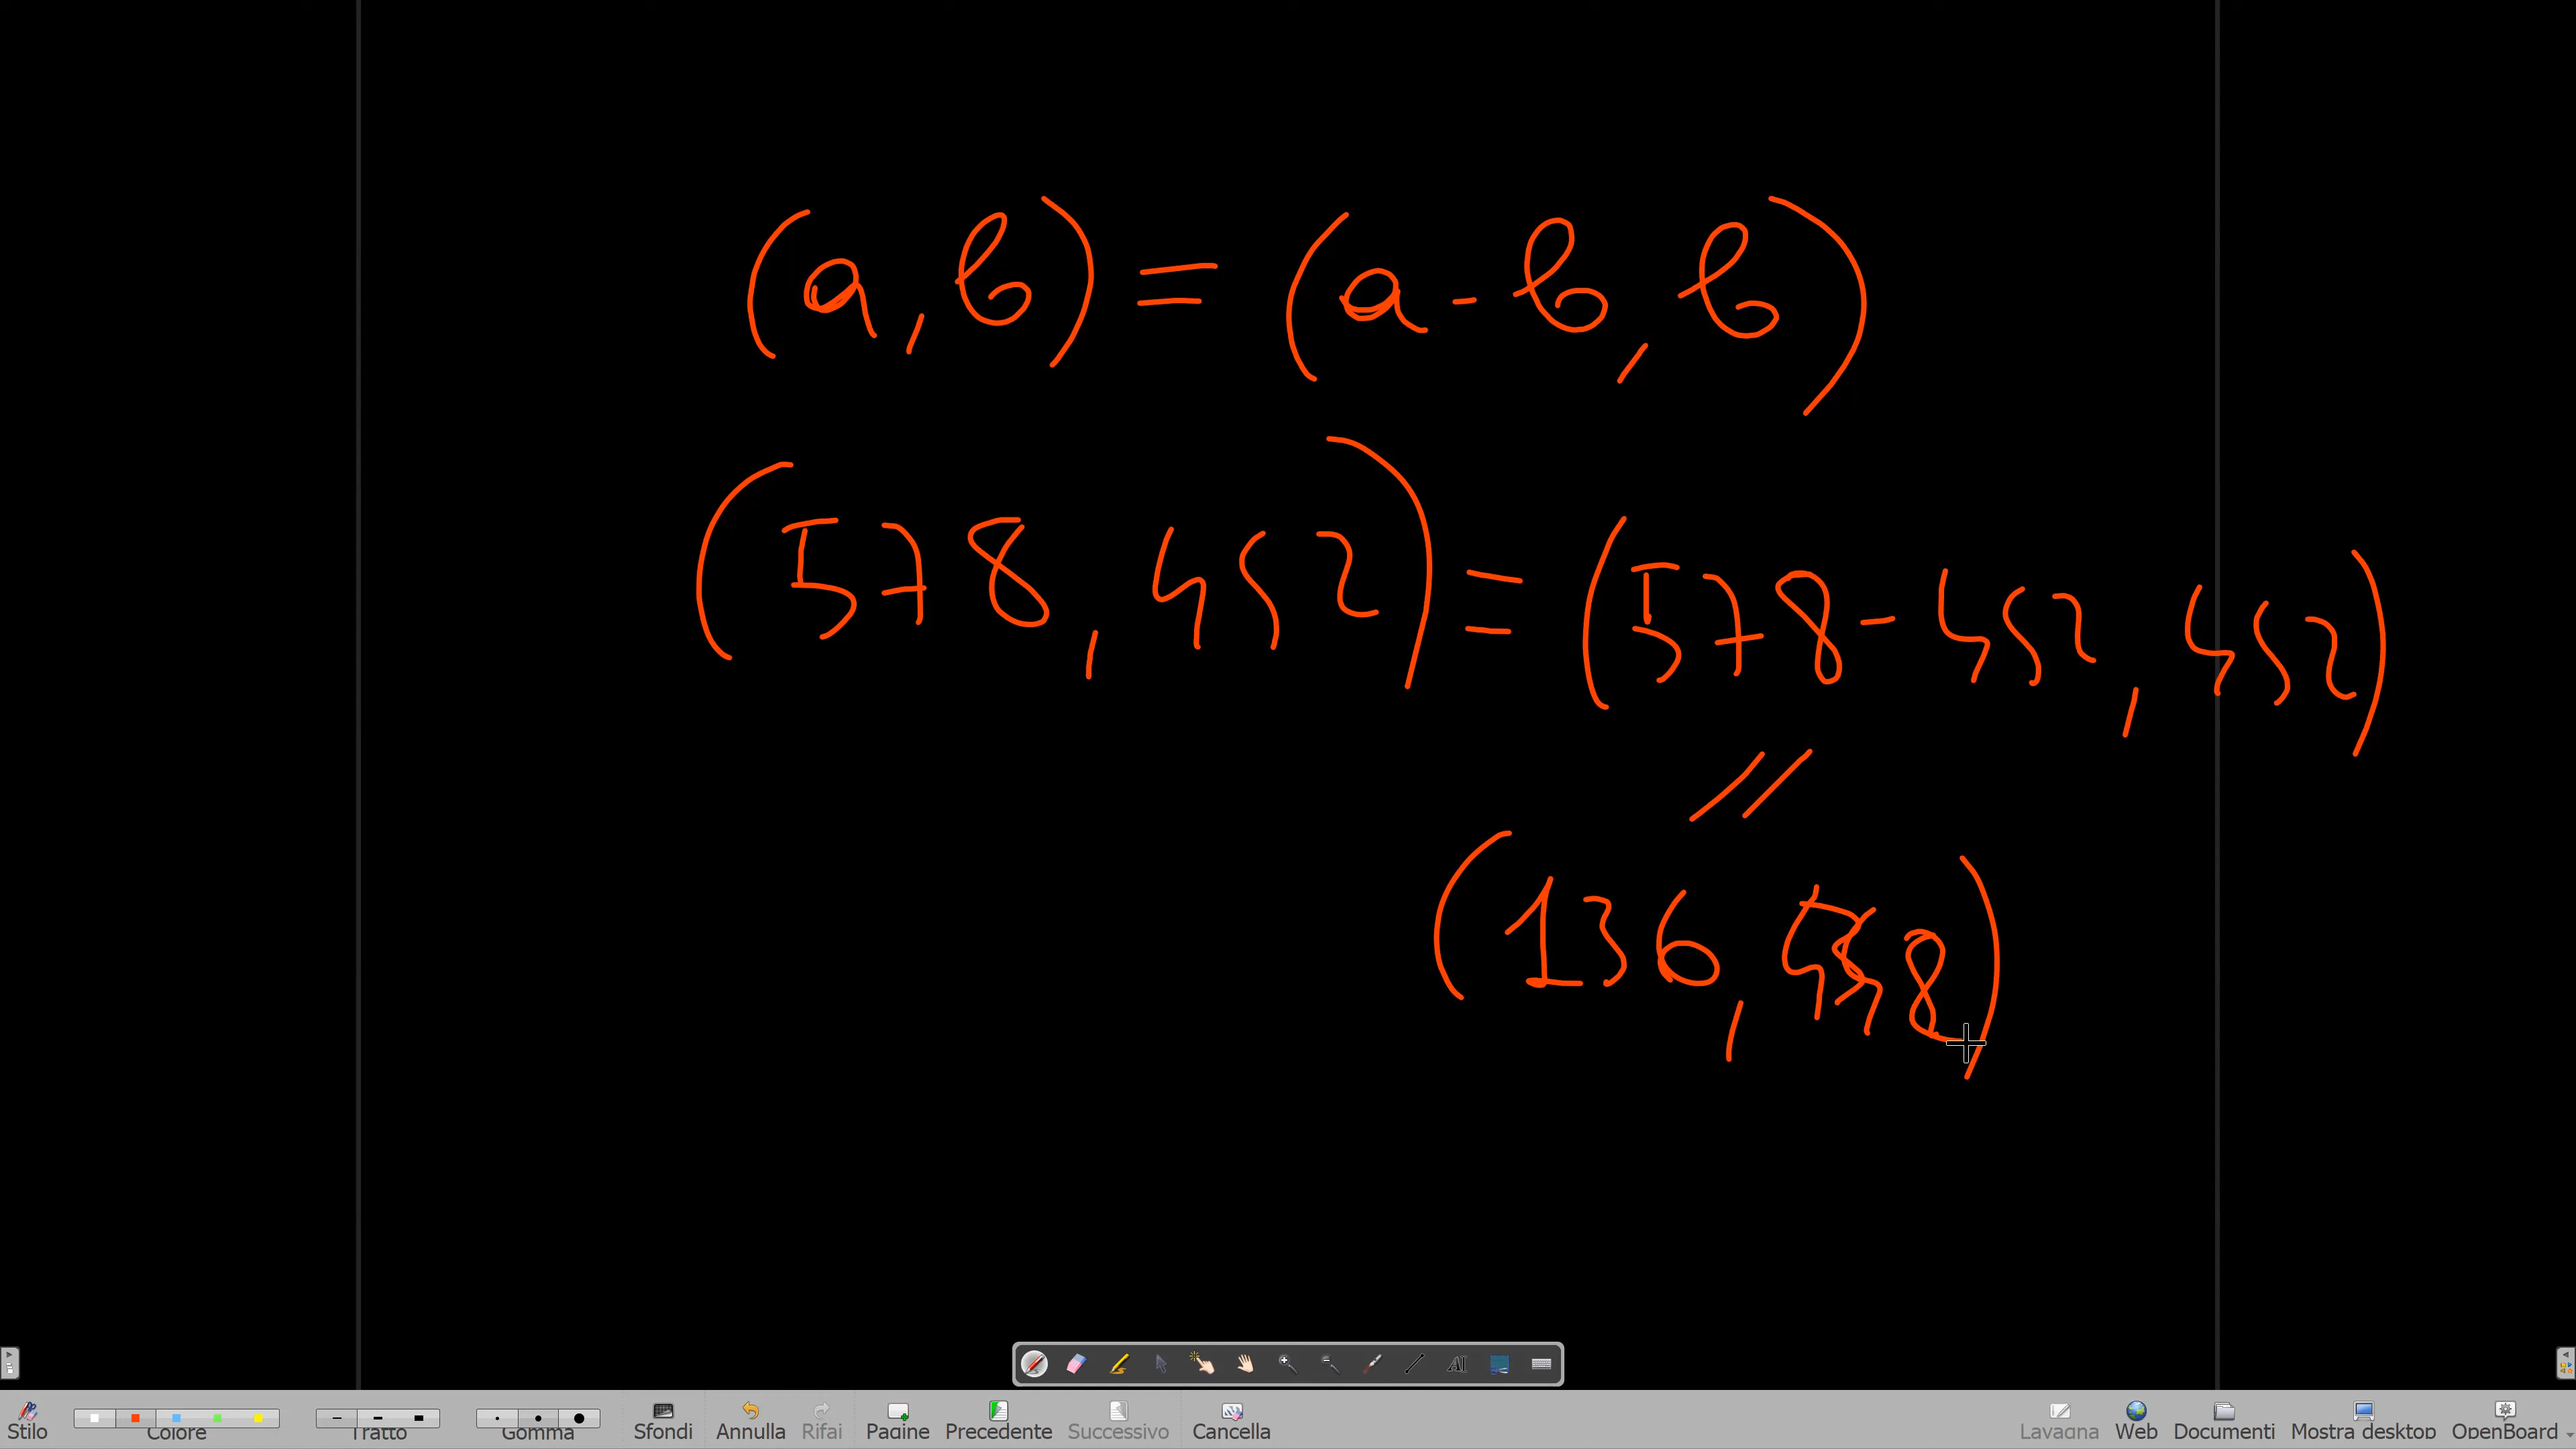 (a, b) = (a - b, b)
(578, 452) = (578 - 452, 452)
//
(136, 
Stilo Colore Tratto Gomma Sfondi Annulla Rifai Pagine Precedente Successivo Cancella Lavagna Web Documenti Mostra desktop OpenBoard